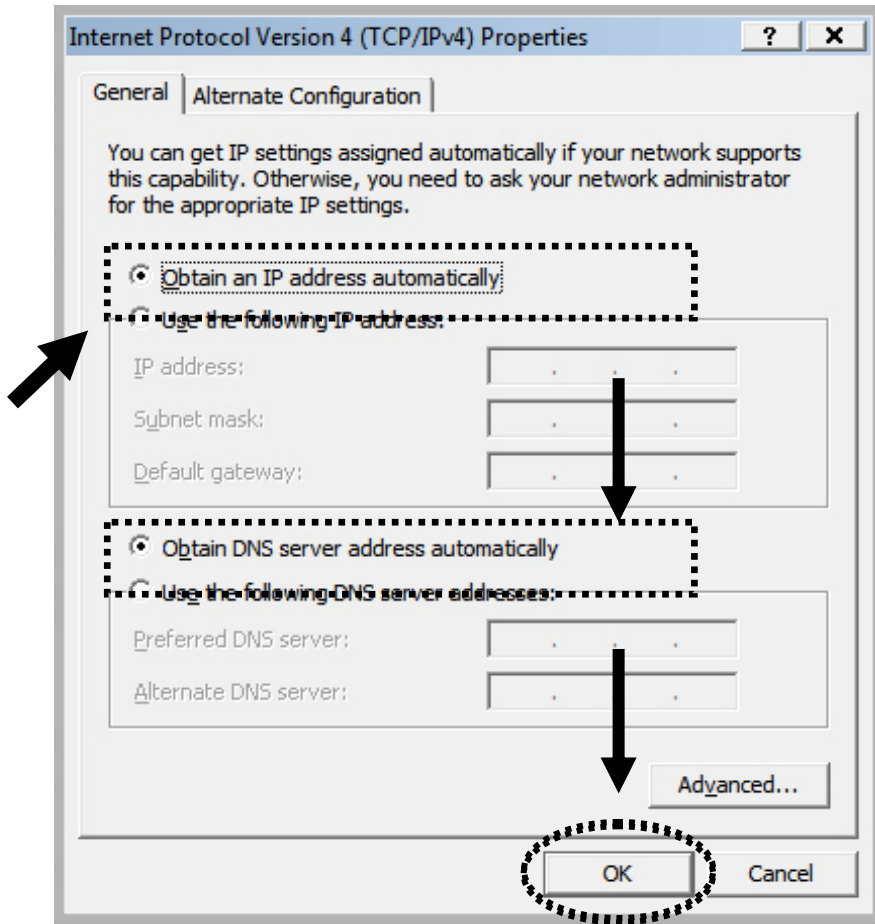 Internet Protocol Version 4 (TCP/IPv4) Properties ? x
General Alternate Configuration
You can get IP settings assigned automatically if your network supports
this capability. Otherwise, you need to ask your network administrator
for the appropriate IP settings.
Obtain an IP address automatically
Use the following IP address:
IP address:
Subnet mask:
Default gateway:
Obtain DNS server address automatically
Use the following DNS server addresses:
Preferred DNS server:
Alternate DNS server:
Advanced...
OK Cancel